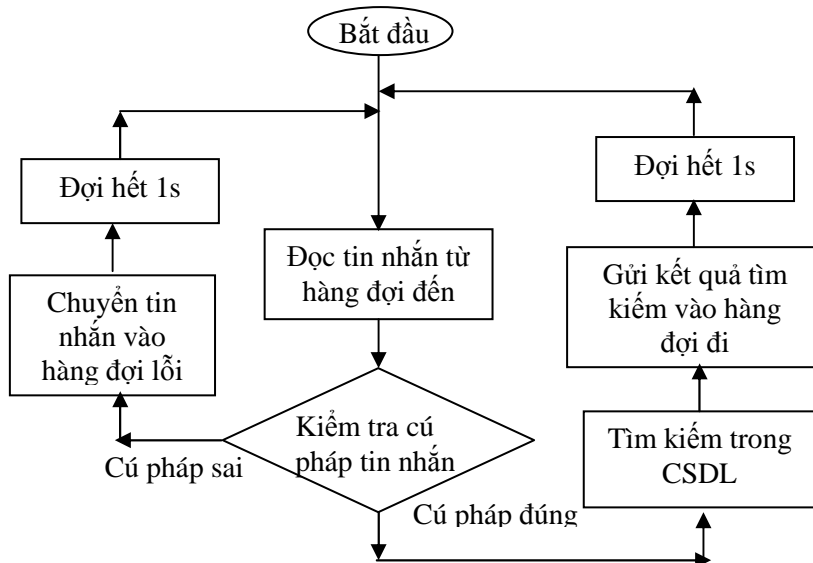 Bắt đầu
Đợi hết 1s
Đợi hết 1s
Đọc tin nhắn từ
hàng đợi đến
Gửi kết quả tìm
kiếm vào hàng
đợi đi
Chuyển tin
nhắn vào
hàng đợi lỗi
Kiểm tra cú
pháp tin nhắn
Tìm kiếm trong
CSDL
Cú pháp sai
Cú pháp đúng